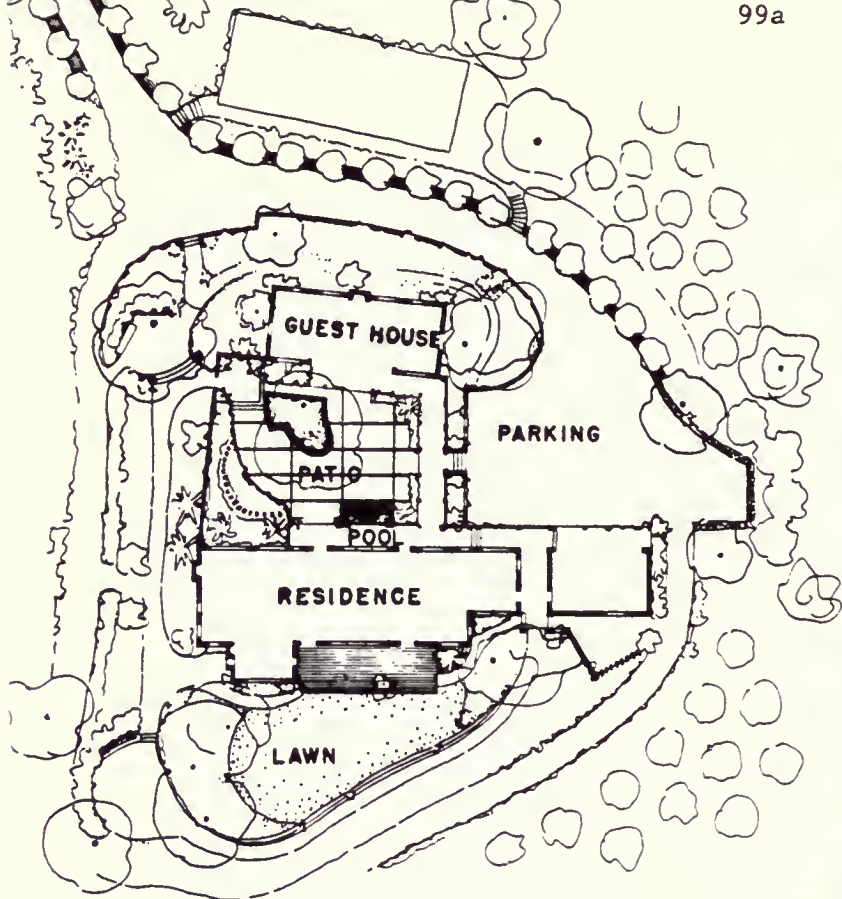 99a
GUEST HOUSE
PARKING
PATIO
POOL
RESIDENCE
LAWN